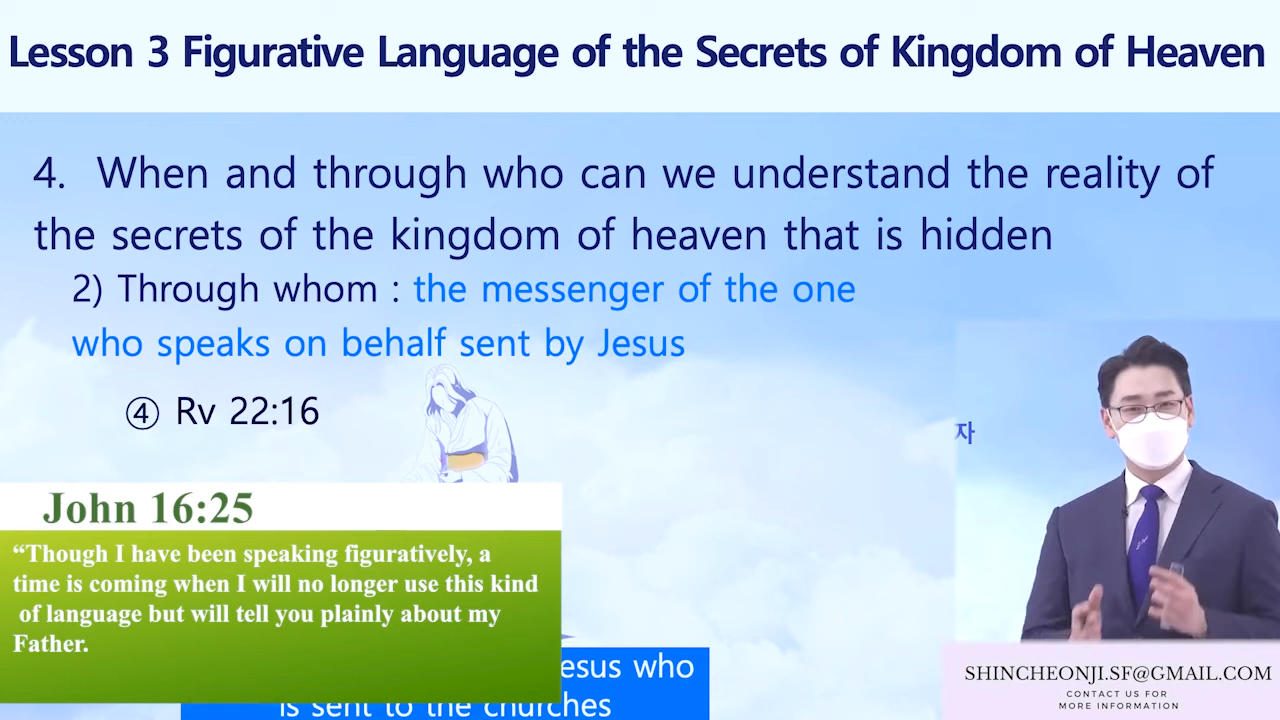 Lesson 3 Figurative Language of the Secrets of Kingdom of Heaven
4. When and through who can we understand the reality of
the secrets of the kingdom of heaven that is hidden
2) Through whom : the messenger of the one
who speaks on behalf sent by Jesus
④ Rv 22:16
자
John 16:25
“Though I have been speaking figuratively, a
time is coming when I will no longer use this kind
of language but will tell you plainly about my
Father.
esus who
is sent to the churches
SHINCHEONJI.SF@GMAIL.COM
CONTACT US FOR
MORE INFORMATION